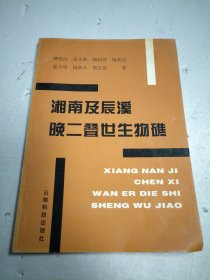 湘南及辰溪
晚二叠世生物礁
XIANG NAN JI
CHEN XI
WAN ER DIE SHI
SHENG WU JIAO
云南科技出版社
著